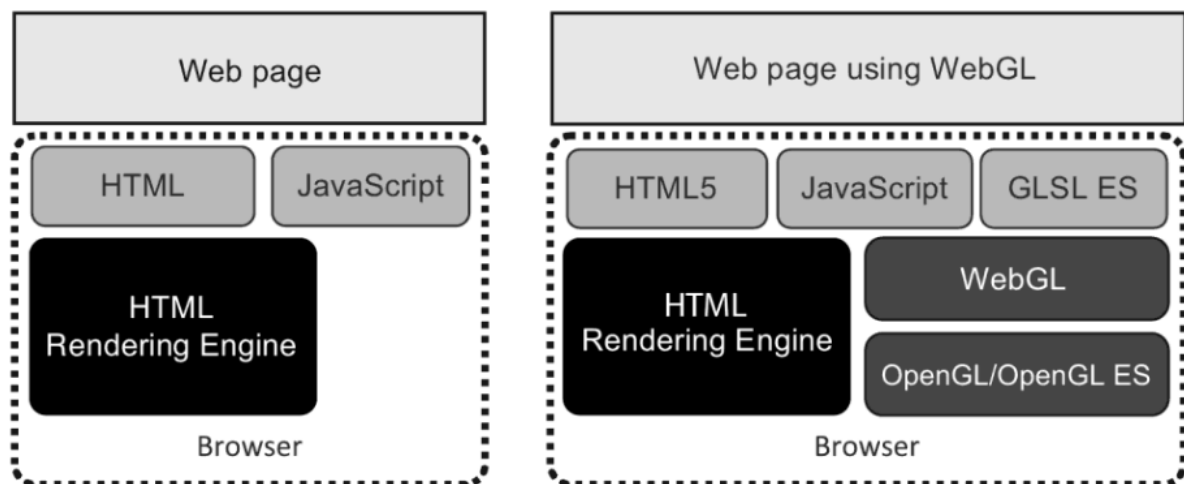 Web page
HTML
JavaScript
HTML
Rendering Engine
Browser
Web page using WebGL
HTML5
JavaScript
GLSL ES
HTML
Rendering Engine
WebGL
OpenGL/OpenGL ES
Browser